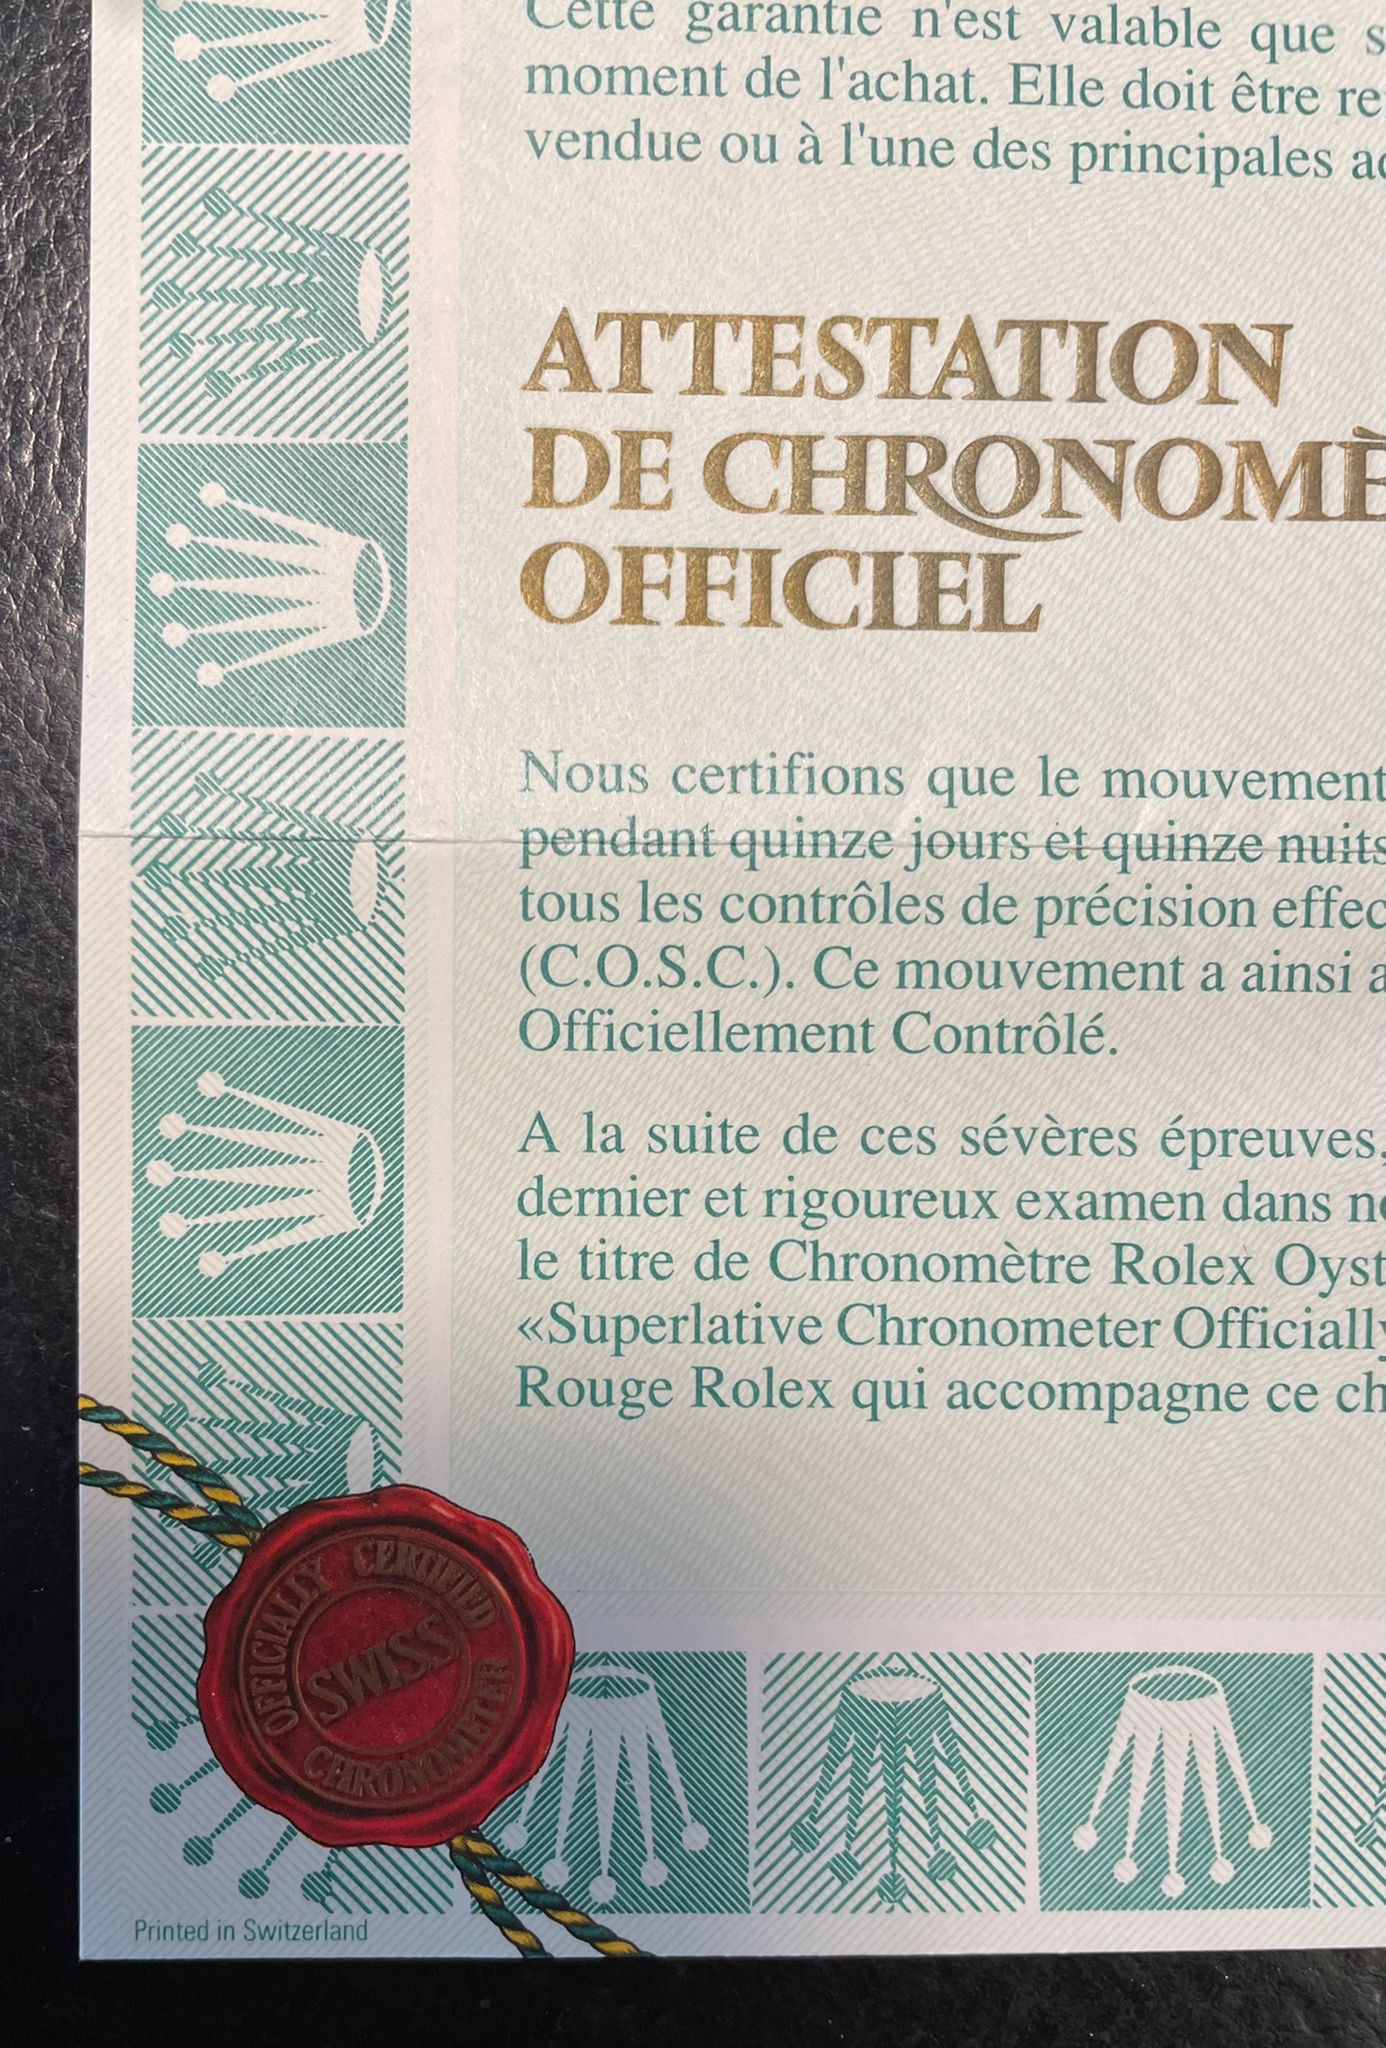 Cette garantie n'est valable que s
moment de l'achat. Elle doit être re
vendue ou à l'une des principales
ATTESTATION
DE CHRONOMÈ
OFFICIEL
Nous certifions que le mouvement
pendant quinze jours et quinze nuits
tous les contrôles de précision effec
(C.O.S.C.). Ce mouvement a ainsi a
Officiellement Contrôlé.
A la suite de ces sévères épreuves,
dernier et rigoureux examen dans
le titre de Chronomètre Rolex Oyst
«Superlative Chronometer Officially
Rouge Rolex qui accompagne ce ch
OFFICIALLY CERTIFIED
SWISS
CHRONOMETER
Printed in Switzerland